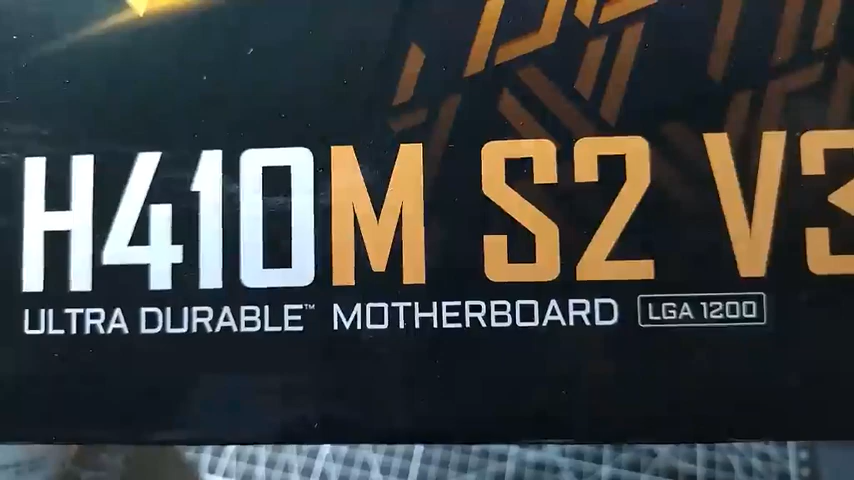 H410M S2 V3
ULTRA DURABLE™ MOTHERBOARD LGA 1200